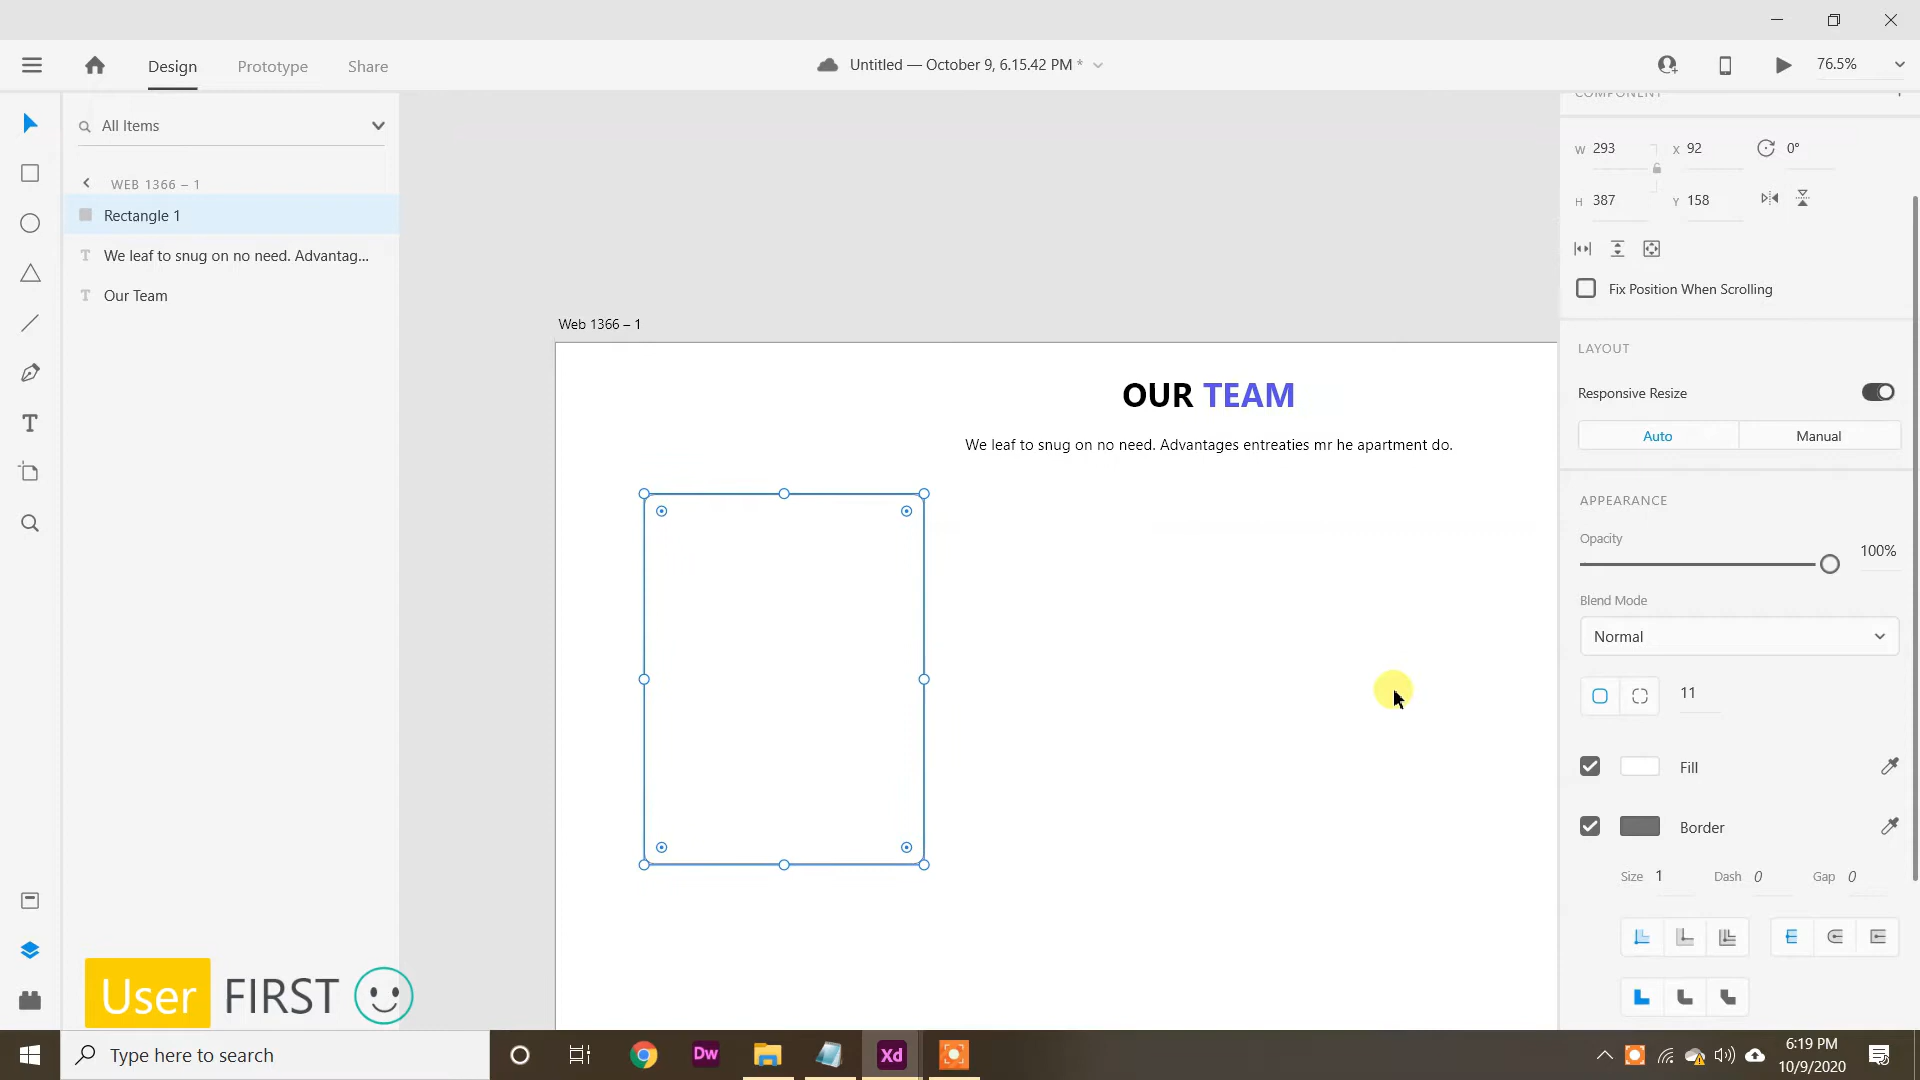 Design
Prototype
Share
Untitled — October 9, 6.15.42 PM *
76.5%
All Items
WEB 1366 – 1
Rectangle 1
We leaf to snug on no need. Advantag...
Our Team
Web 1366 – 1
OUR TEAM
We leaf to snug on no need. Advantages entreaties mr he apartment do.
COMPONENT
W 293
X 92
0°
H 387
Y 158
Fix Position When Scrolling
LAYOUT
Responsive Resize
Auto
Manual
APPEARANCE
Opacity
100%
Blend Mode
Normal
11
Fill
Border
Size 1
Dash 0
Gap 0
User FIRST
Type here to search
Dw
Xd
6:19 PM
10/9/2020